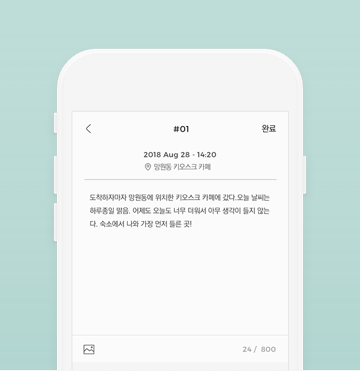 #01 완료
2018 Aug 28 - 14:20
망원동 키오스크 카페
도착하자마자 망원동에 위치한 키오스크 카페에 갔다.오늘 날씨는
하루종일 맑음. 어제도 오늘도 너무 더워서 아무 생각이 들지 않는
다. 숙소에서 나와 가장 먼저 들른 곳!
24 / 800